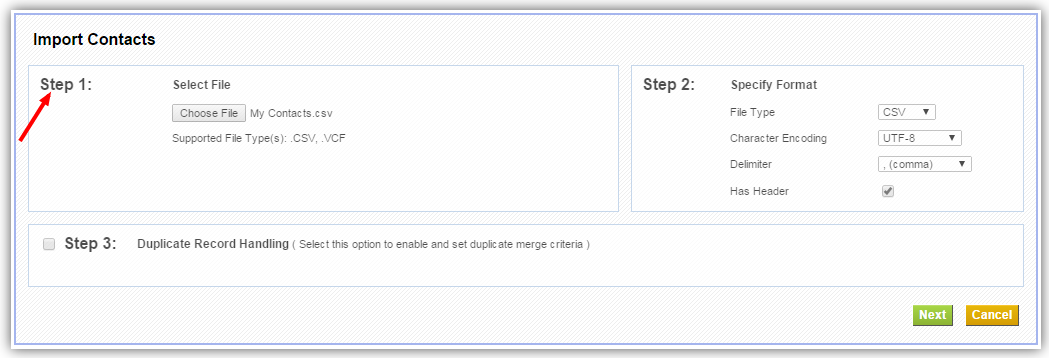 Import Contacts
Step 1:
Select File
Choose File My Contacts.csv
Supported File Type(s): .CSV, .VCF
Step 2:
Specify Format
File Type CSV
Character Encoding UTF-8
Delimiter , (comma)
Has Header
Step 3: Duplicate Record Handling ( Select this option to enable and set duplicate merge criteria )
Next Cancel